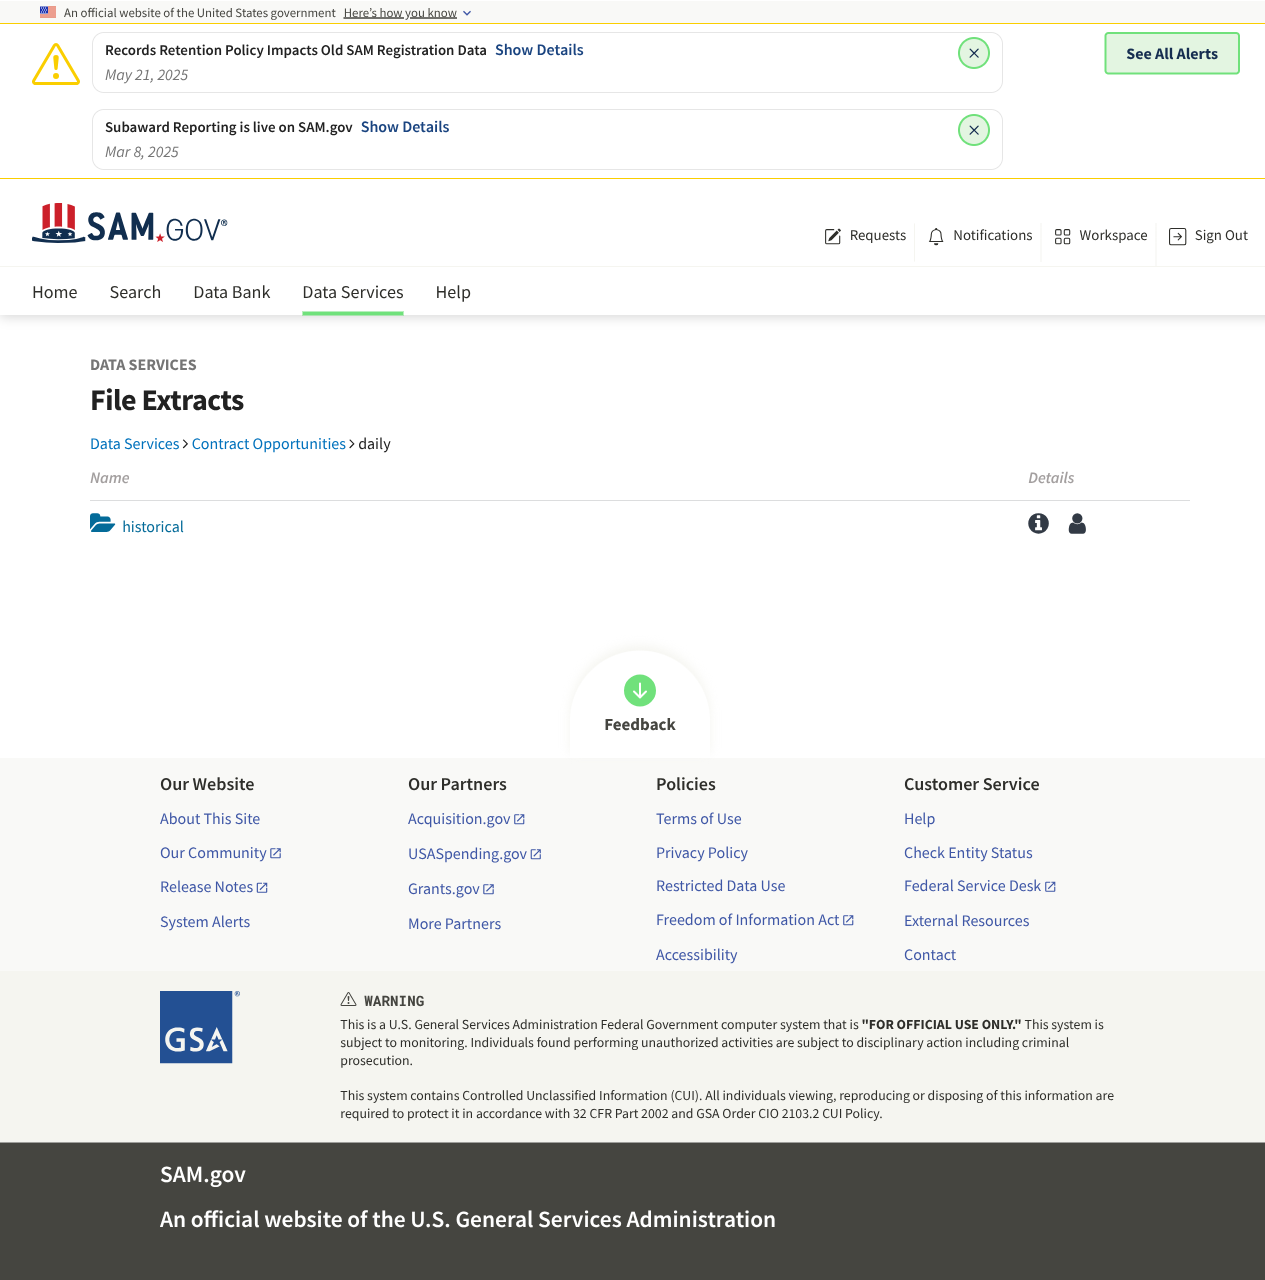 An official website of the United States government Here's how you know
Records Retention Policy Impacts Old SAM Registration Data Show Details
May 21, 2025
See All Alerts
Subaward Reporting is live on SAM.gov Show Details
Mar 8, 2025
SAM.GOV®
Requests Notifications Workspace Sign Out
Home Search Data Bank Data Services Help
DATA SERVICES
File Extracts
Data Services > Contract Opportunities > daily
Name Details
historical
Feedback
Our Website
About This Site
Our Community
Release Notes
System Alerts
Our Partners
Acquisition.gov
USASpending.gov
Grants.gov
More Partners
Policies
Terms of Use
Privacy Policy
Restricted Data Use
Freedom of Information Act
Accessibility
Customer Service
Help
Check Entity Status
Federal Service Desk
External Resources
Contact
GSA®
WARNING
This is a U.S. General Services Administration Federal Government computer system that is "FOR OFFICIAL USE ONLY." This system is
subject to monitoring. Individuals found performing unauthorized activities are subject to disciplinary action including criminal
prosecution.
This system contains Controlled Unclassified Information (CUI). All individuals viewing, reproducing or disposing of this information are
required to protect it in accordance with 32 CFR Part 2002 and GSA Order CIO 2103.2 CUI Policy.
SAM.gov
An official website of the U.S. General Services Administration